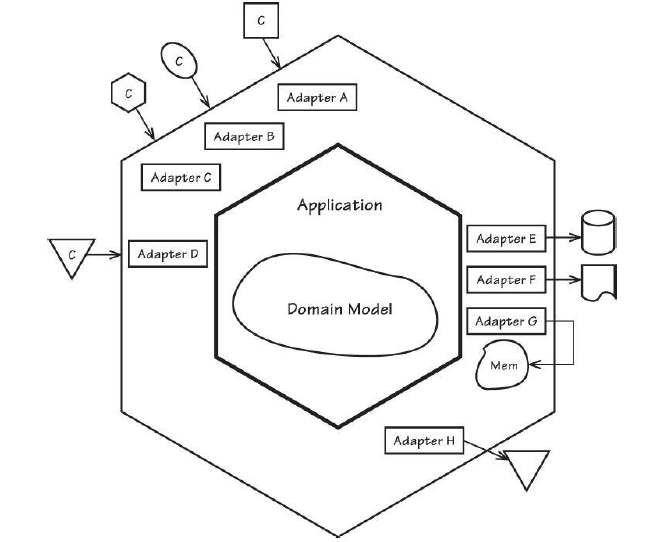 C
C
C
Adapter A
Adapter B
Adapter C
Application
C
Adapter D
Adapter E
Adapter F
Domain Model
Adapter G
Mem
Adapter H